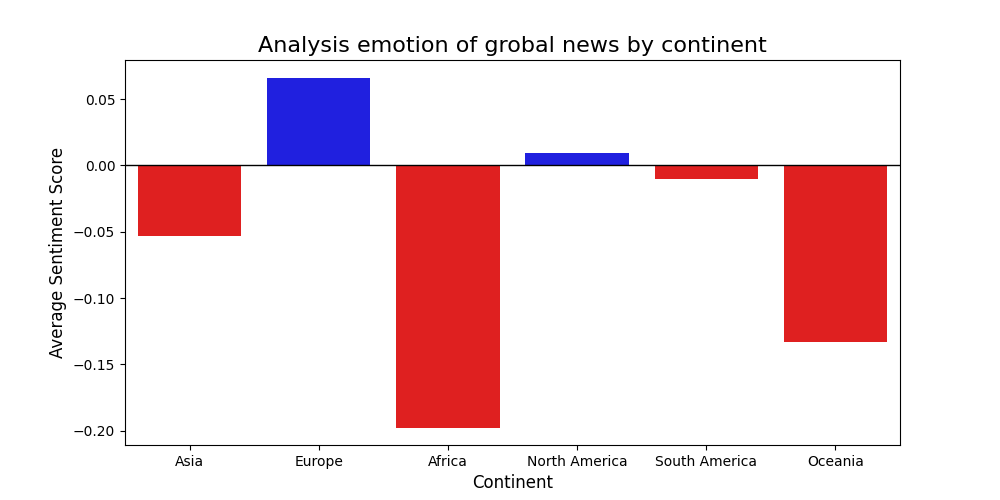 Analysis emotion of grobal news by continent
Average Sentiment Score
0.05
0.00
−0.05
−0.10
−0.15
−0.20
Asia Europe Africa North America South America Oceania
Continent